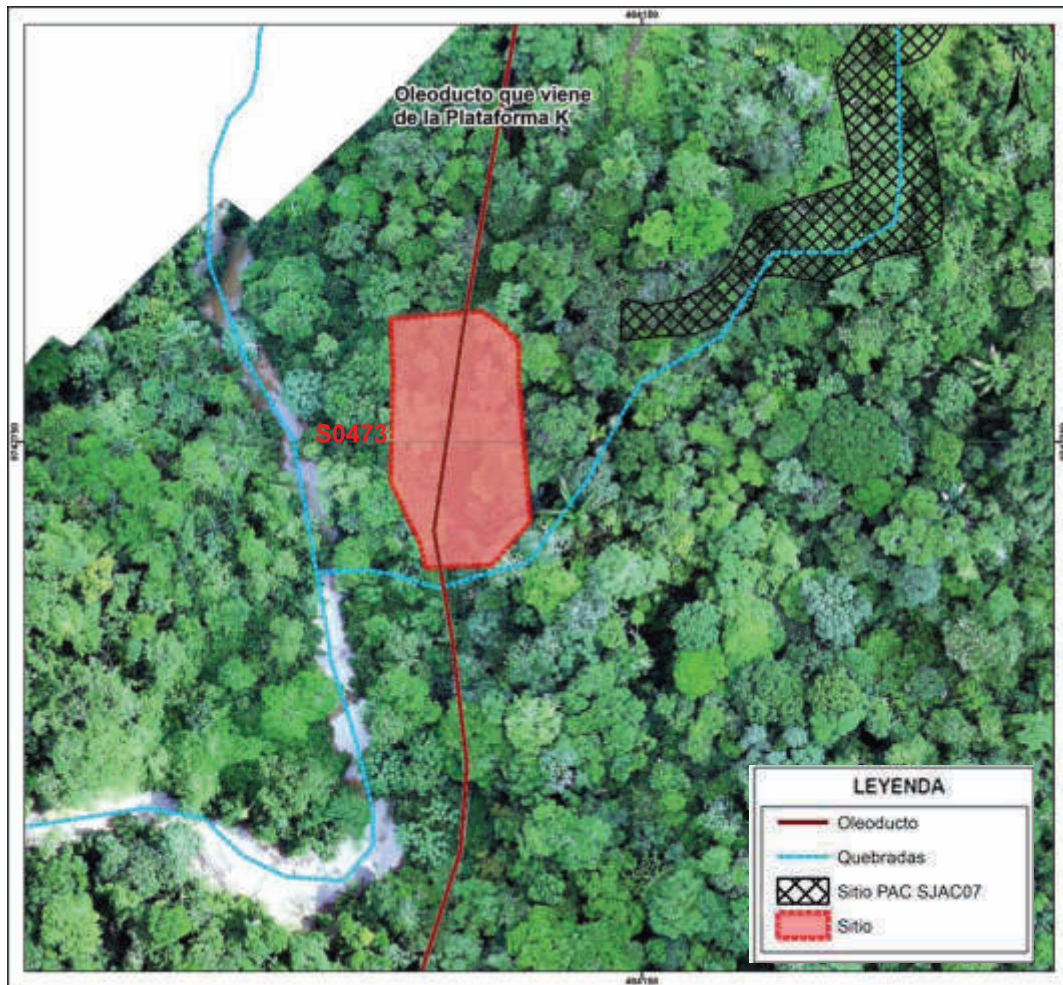 Oleoducto que viene
de la Plataforma K
S0473
LEYENDA
Oleoducto
Quebradas
Sitio PAC SJAC07
Sitio